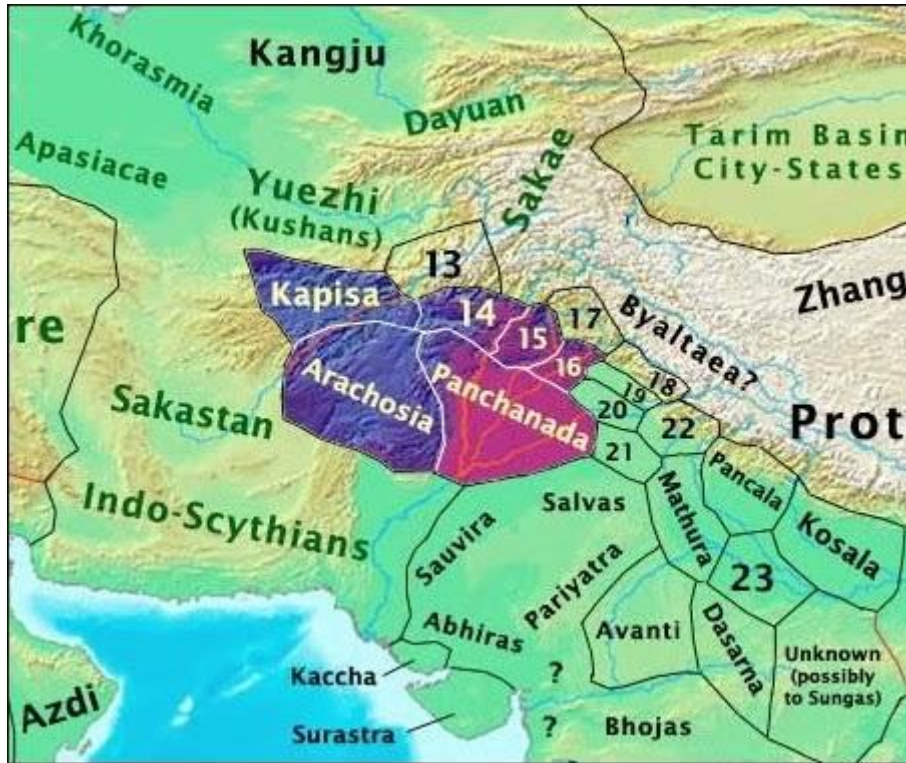 Khorasmia
Kangju
Dayuan
Apasiacae
Sakae
Tarim Basin
City-States
Yuezhi
(Kushans)
13
Zhang
Kapisa
14
17
Byaltaea?
15
re
16
Arachosia
Panchanada
18
19
20
Sakastan
22
Prot
21
Pancala
Indo-Scythians
Salvas
Mathura
Kosala
Sauvira
23
Pariyatra
Abhiras
Avanti
Dasarna
Unknown
(possibly
to Sungas)
Kaccha
?
Azdi
Surastra
?
Bhojas